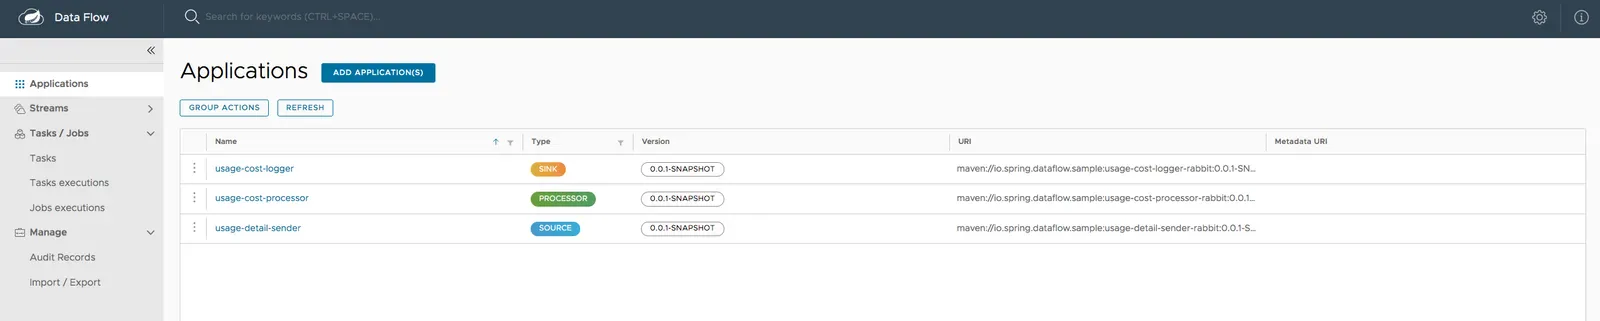 Data Flow Search for keywords (CTRL+SPACE)...
Applications
Streams
Tasks / Jobs
Tasks
Tasks executions
Jobs executions
Manage
Audit Records
Import / Export
Applications ADD APPLICATION(S)
GROUP ACTIONS REFRESH
Name Type Version URI Metadata URI
usage-cost-logger SINK 0.0.1-SNAPSHOT maven://io.spring.dataflow.sample:usage-cost-logger-rabbit:0.0.1-SN...
usage-cost-processor PROCESSOR 0.0.1-SNAPSHOT maven://io.spring.dataflow.sample:usage-cost-processor-rabbit:0.0.1...
usage-detail-sender SOURCE 0.0.1-SNAPSHOT maven://io.spring.dataflow.sample:usage-detail-sender-rabbit:0.0.1-S...